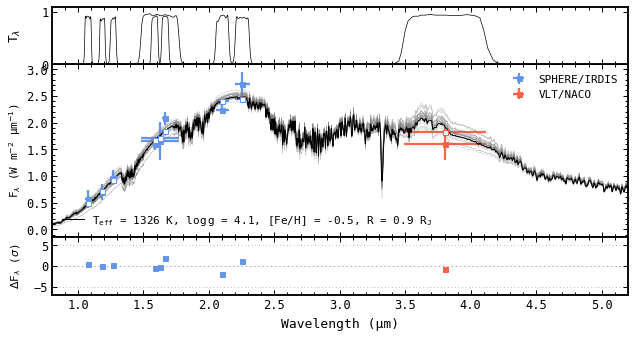 1
T_λ
0
3.0
2.5
2.0
1.5
1.0
0.5
0.0
F_λ (W m⁻² μm⁻¹)
SPHERE/IRDIS
VLT/NACO
T_eff = 1326 K, log g = 4.1, [Fe/H] = -0.5, R = 0.9 R_J
5
0
−5
ΔF_λ (σ)
1.0 1.5 2.0 2.5 3.0 3.5 4.0 4.5 5.0
Wavelength (μm)